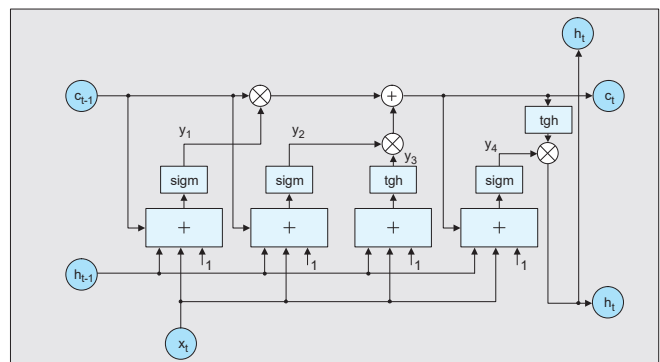 h_t
c_{t-1}
×
+
c_t
tgh
y_1
y_2
×
y_3
y_4
×
sigm
sigm
tgh
sigm
+
+
+
+
1
1
1
1
h_{t-1}
h_t
x_t